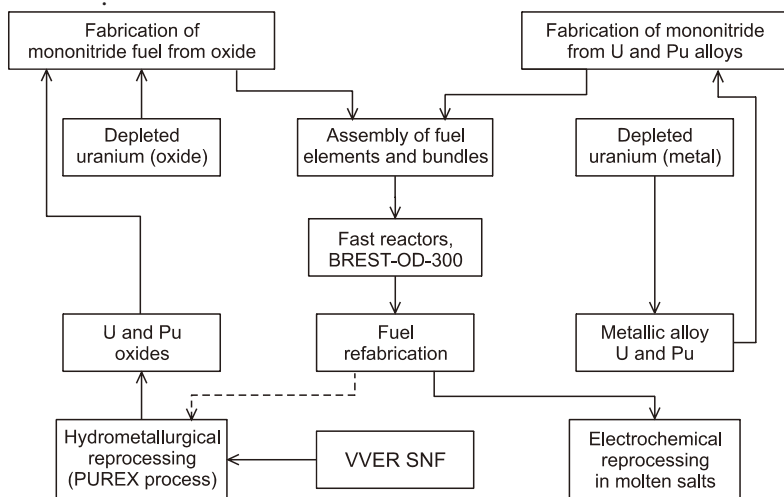 Fabrication of
mononitride fuel from oxide
Fabrication of mononitride
from U and Pu alloys
Depleted
uranium (oxide)
Assembly of fuel
elements and bundles
Depleted
uranium (metal)
Fast reactors,
BREST-OD-300
U and Pu
oxides
Fuel
refabrication
Metallic alloy
U and Pu
Hydrometallurgical
reprocessing
(PUREX process)
VVER SNF
Electrochemical
reprocessing
in molten salts